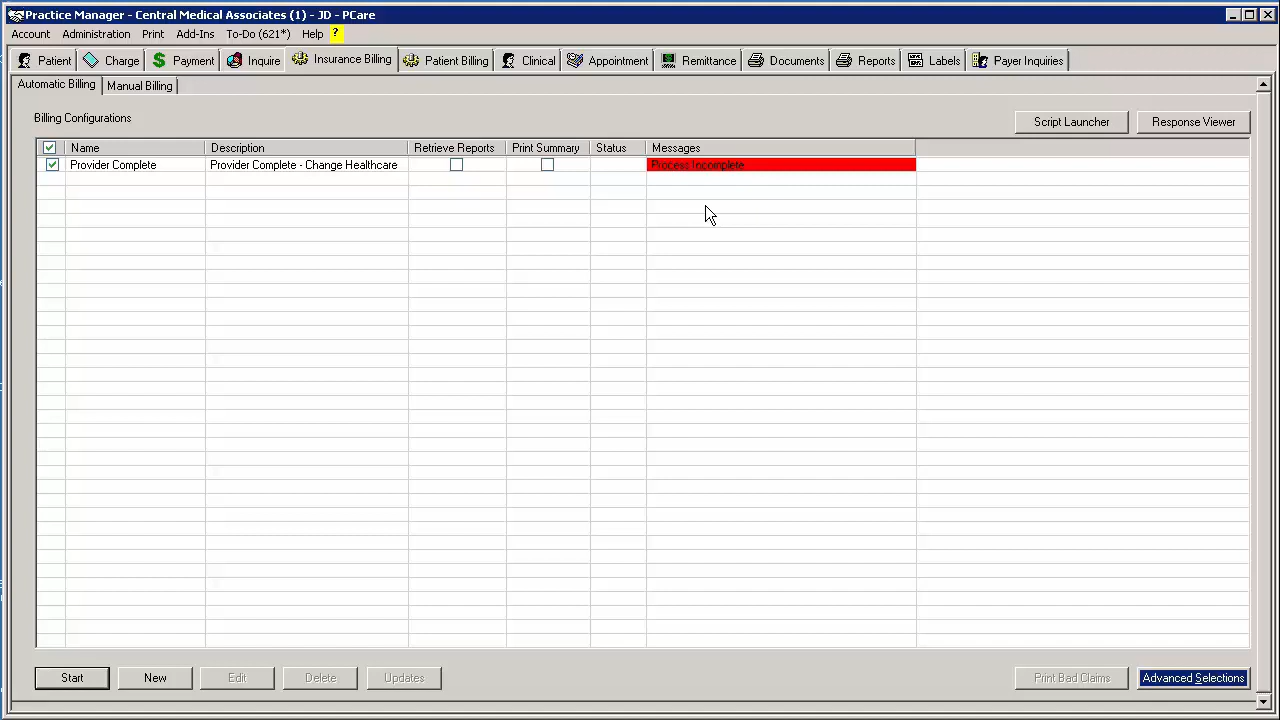 Practice Manager - Central Medical Associates (1) - JD - PCare
Account Administration Print Add-Ins To-Do (621*) Help ?
Patient Charge Payment Inquire Insurance Billing Patient Billing Clinical Appointment Remittance Documents Reports Labels Payer Inquiries
Automatic Billing Manual Billing
Billing Configurations
Script Launcher Response Viewer
Name Description Retrieve Reports Print Summary Status Messages
Provider Complete Provider Complete - Change Healthcare Process Incomplete
Start New Edit Delete Updates Print Bad Claims Advanced Selections